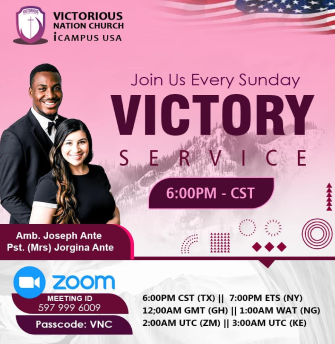 VICTORIOUS
NATION CHURCH
iCAMPUS USA
Join Us Every Sunday
VICTORY
SERVICE
6:00PM - CST
Amb. Joseph Ante
Pst. (Mrs) Jorgina Ante
zoom
MEETING ID
597 999 6009
Passcode: VNC
6:00PM CST (TX) || 7:00PM ETS (NY)
12;00AM GMT (GH) || 1:00AM WAT (NG)
2:00AM UTC (ZM) || 3:00AM UTC (KE)